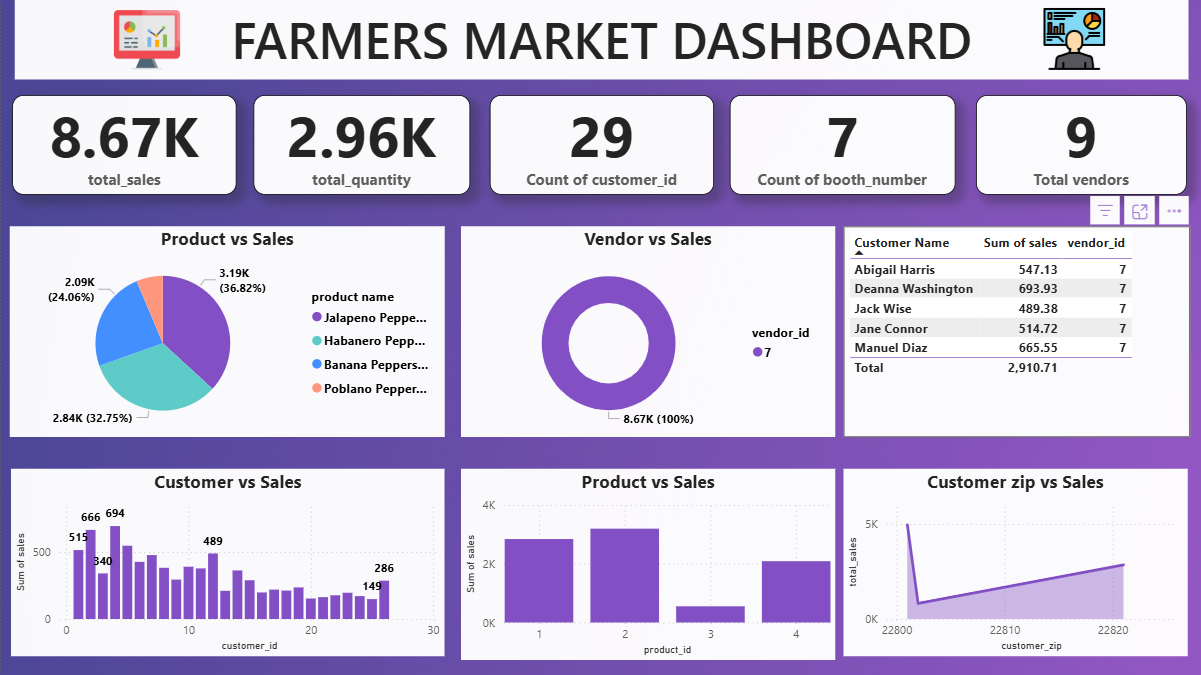 FARMERS MARKET DASHBOARD
8.67K
total_sales
2.96K
total_quantity
29
Count of customer_id
7
Count of booth_number
9
Total vendors
Product vs Sales
3.19K
(36.82%)
2.09K
(24.06%)
2.84K (32.75%)
product name
Jalapeno Peppe...
Habanero Pepp...
Banana Peppers...
Poblano Pepper...
Vendor vs Sales
8.67K (100%)
vendor_id
7
Customer Name Sum of sales vendor_id
Abigail Harris 547.13 7
Deanna Washington 693.93 7
Jack Wise 489.38 7
Jane Connor 514.72 7
Manuel Diaz 665.55 7
Total 2,910.71
Customer vs Sales
Sum of sales
500
0
515
666
340
694
489
149
286
0 10 20 30
customer_id
Product vs Sales
Sum of sales
4K
2K
0K
1 2 3 4
product_id
Customer zip vs Sales
total_sales
5K
0K
22800 22810 22820
customer_zip